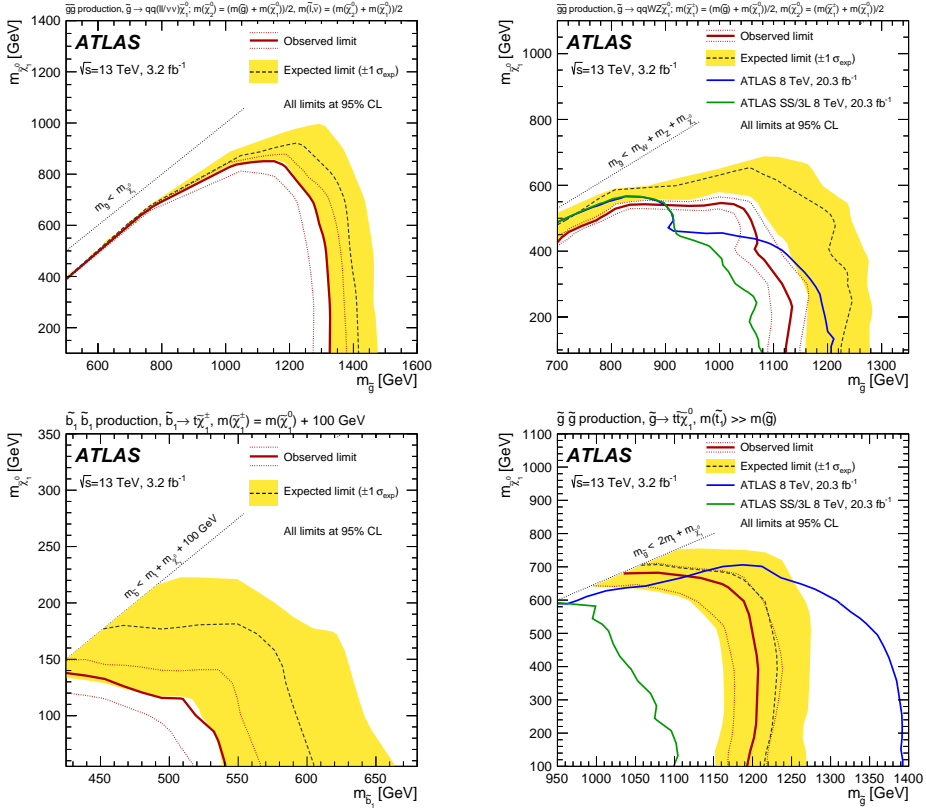 g̃g̃ production, g̃→ qq(ll/νν)χ̃₁⁰; m(χ̃₂⁰) = (m(g̃) + m(χ̃₁⁰))/2, m(l̃,ν̃) = (m(χ̃₂⁰) + m(χ̃₁⁰))/2
m_χ̃₁⁰ [GeV]
1400
1200
1000
800
600
400
200
ATLAS
√s=13 TeV, 3.2 fb⁻¹
Observed limit
Expected limit (±1 σ_exp)
All limits at 95% CL
m_g̃ < m_χ̃₁⁰
600 800 1000 1200 1400 1600
m_g̃ [GeV]
g̃g̃ production, g̃→ qqWZχ̃₁⁰; m(χ̃₁±) = (m(g̃) + m(χ̃₁⁰))/2, m(χ̃₂⁰) = (m(χ̃₁±) + m(χ̃₁⁰))/2
m_χ̃₁⁰ [GeV]
1000
800
600
400
200
ATLAS
√s=13 TeV, 3.2 fb⁻¹
Observed limit
Expected limit (±1 σ_exp)
ATLAS 8 TeV, 20.3 fb⁻¹
ATLAS SS/3L 8 TeV, 20.3 fb⁻¹
All limits at 95% CL
m_g̃ < m_W + m_Z + m_χ̃₁⁰
700 800 900 1000 1100 1200 1300
m_g̃ [GeV]
b̃₁ b̃₁ production, b̃₁→ tχ̃₁±, m(χ̃₁±) = m(χ̃₁⁰) + 100 GeV
m_χ̃₁⁰ [GeV]
350
300
250
200
150
100
ATLAS
√s=13 TeV, 3.2 fb⁻¹
Observed limit
Expected limit (±1 σ_exp)
All limits at 95% CL
m_b̃ < m_t + m_χ̃₁⁰ + 100 GeV
450 500 550 600 650
m_b̃₁ [GeV]
g̃ g̃ production, g̃→ tt̄χ̃₁⁰, m(t̃₁) >> m(g̃)
m_χ̃₁⁰ [GeV]
1100
1000
900
800
700
600
500
400
300
200
100
ATLAS
√s=13 TeV, 3.2 fb⁻¹
Observed limit
Expected limit (±1 σ_exp)
ATLAS 8 TeV, 20.3 fb⁻¹
ATLAS SS/3L 8 TeV, 20.3 fb⁻¹
All limits at 95% CL
m_g̃ < 2m_t + m_χ̃₁⁰
950 1000 1050 1100 1150 1200 1250 1300 1350 1400
m_g̃ [GeV]